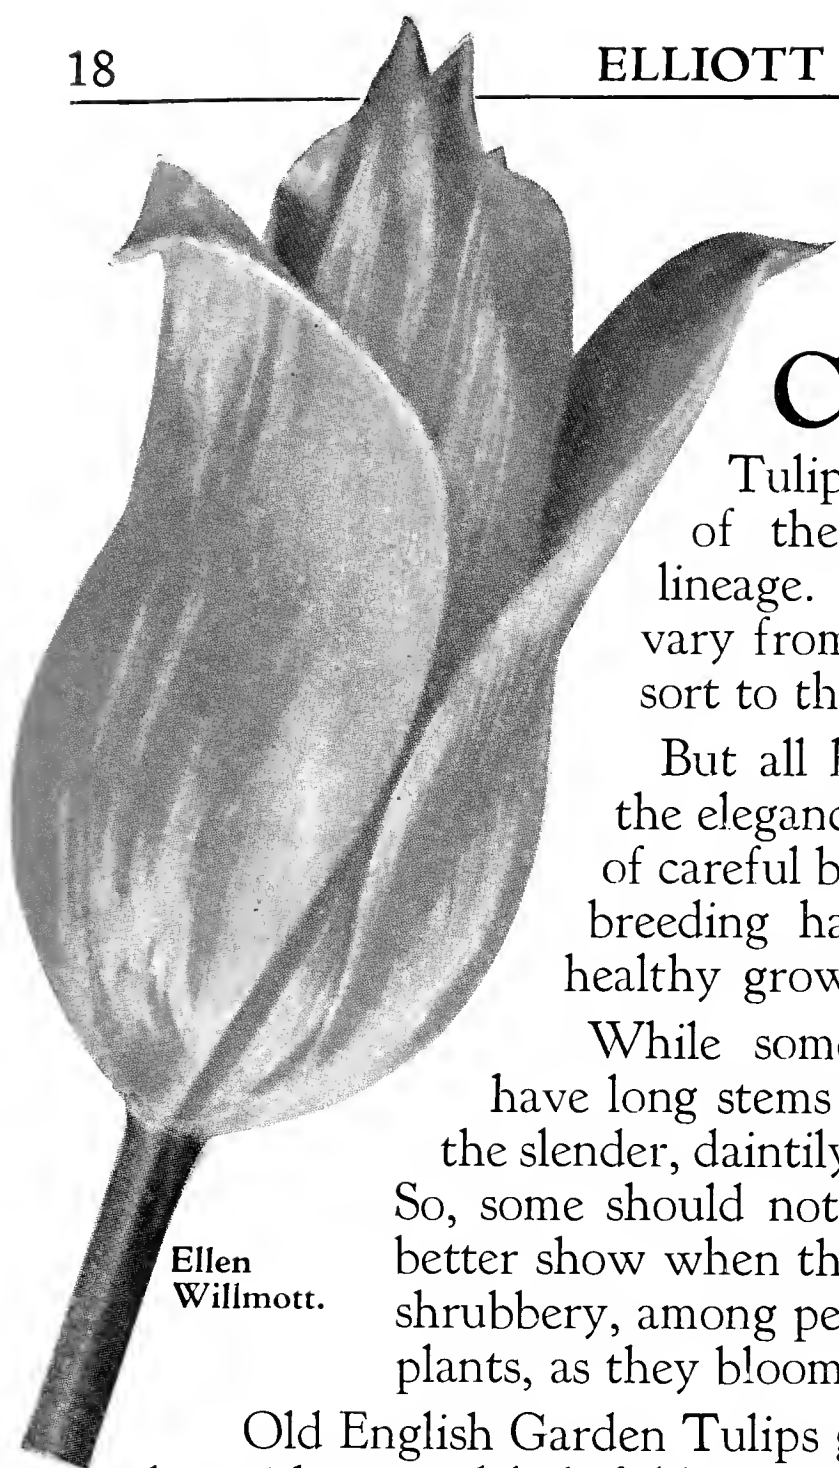 18 ELLIOTT
C
Tulip
of the
lineage.
vary from
sort to th
But all
the eleganc
of careful b
breeding ha
healthy grow
While some
have long stems
the slender, daintily
So, some should not
better show when th
shrubbery, among pe
plants, as they bloom
Ellen
Willmott.
Old English Garden Tulips